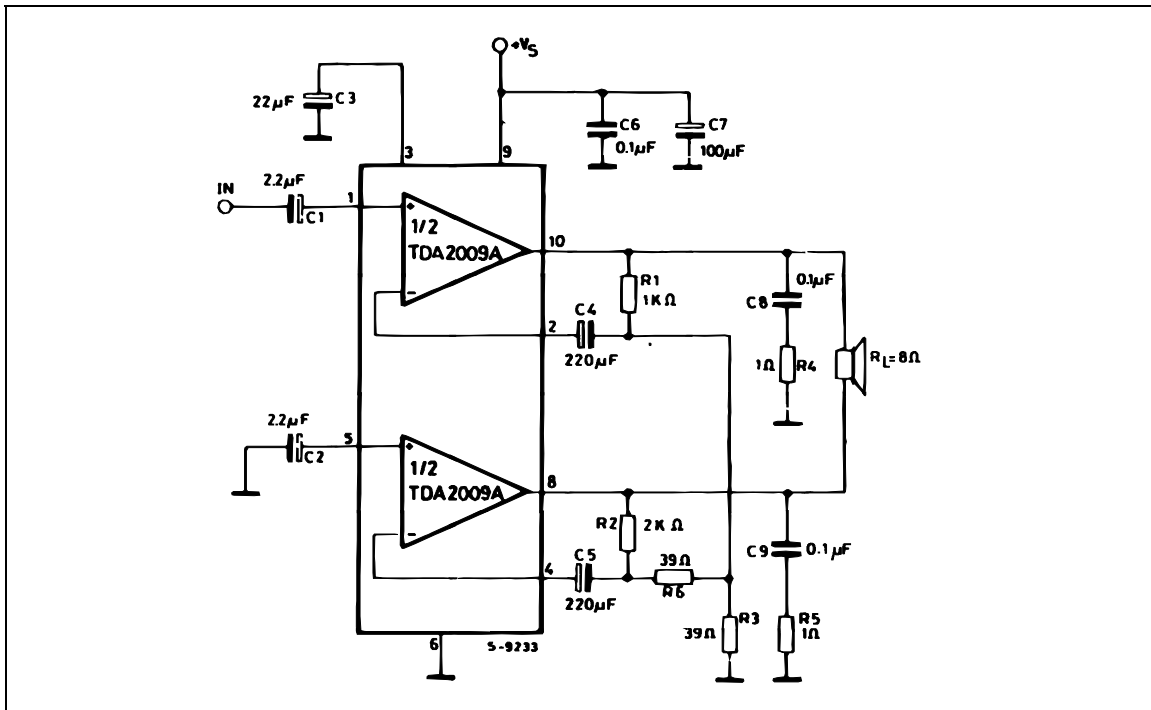 +VS
22µF
C3
C6
0.1µF
C7
100µF
3
9
IN
2.2µF
C1
1
+
1/2
TDA2009A
-
10
R1
1KΩ
C4
2
220µF
0.1µF
C8
1Ω
R4
RL=8Ω
2.2µF
C2
5
+
1/2
TDA2009A
-
8
R2
2KΩ
C5
4
220µF
39Ω
R6
C9
0.1µF
39Ω
R3
R5
1Ω
6
S-9233